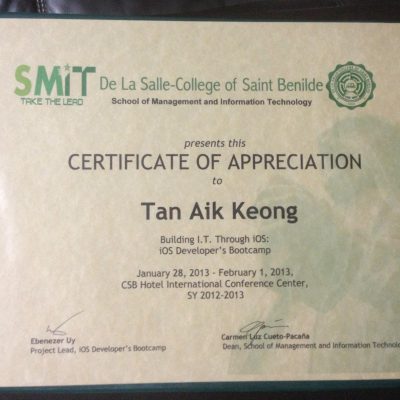 SMiT
TAKE THE LEAD
De La Salle-College of Saint Benilde
School of Management and Information Technology
presents this
CERTIFICATE OF APPRECIATION
to
Tan Aik Keong
Building I.T. Through iOS:
iOS Developer's Bootcamp
January 28, 2013 - February 1, 2013,
CSB Hotel International Conference Center,
SY 2012-2013
Ebenezer Uy
Project Lead, iOS Developer's Bootcamp
Carmen Luz Cueto-Pacaña
Dean, School of Management and Information Technology